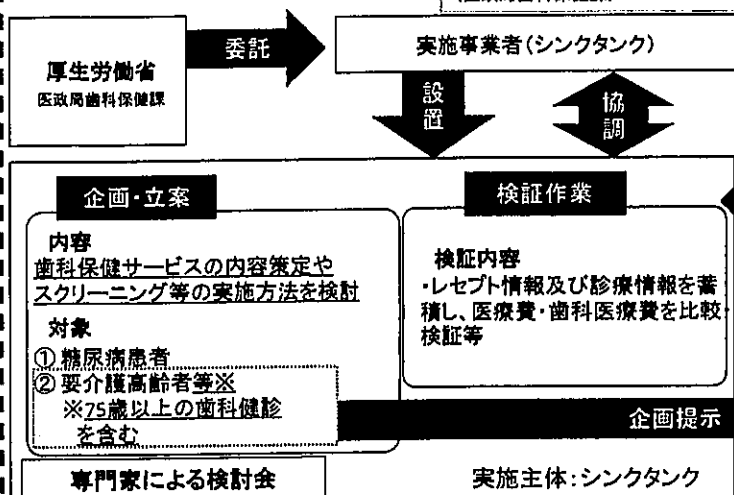 厚生労働省
医政局歯科保健課
委託
実施事業者(シンクタンク)
設置
協調
企画・立案
内容
歯科保健サービスの内容策定や
スクリーニング等の実施方法を検討
対象
① 糖尿病患者
② 要介護高齢者等※
※75歳以上の歯科健診
を含む
専門家による検討会
検証作業
検証内容
・レセプト情報及び診療情報を蓄
積し、医療費・歯科医療費を比較
検証等
企画提示
実施主体:シンクタンク